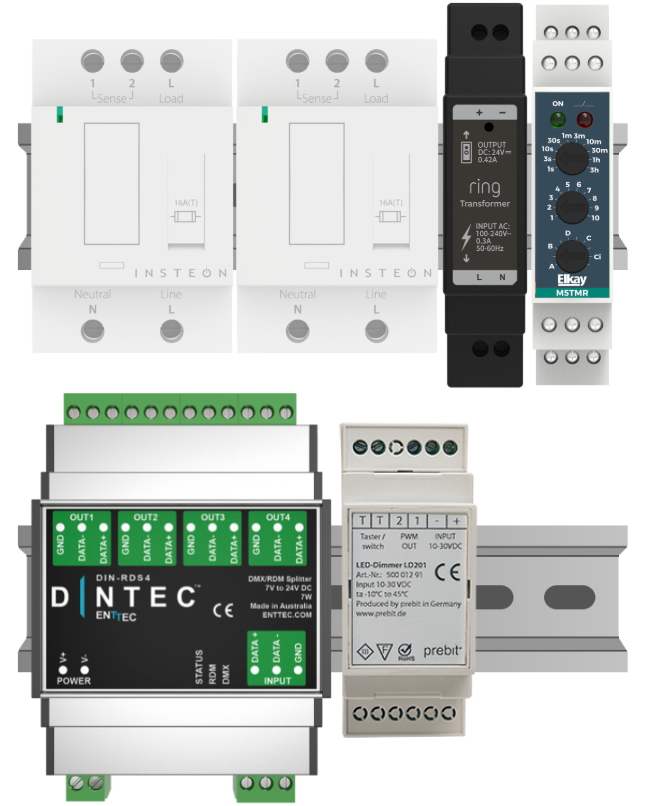 1 2 L
Sense Load
16A(T)
INSTEON
Neutral Line
N L
1 2 L
Sense Load
16A(T)
INSTEON
Neutral Line
N L
+ −
OUTPUT
DC: 24V⎓
0.42A
ring
Transformer
INPUT AC:
100-240V~
0.3A
50-60Hz
L N
ON
1m 3m
30s 10m
10s 30m
3s 1h
1s 3h
4 5 6 7
3 8
2 9
1 10
D
B C
A Ci
Elkay
MSTMR
OUT1 OUT2 OUT3 OUT4
GND DATA- DATA+ GND DATA- DATA+ GND DATA- DATA+ GND DATA- DATA+
DIN-RDS4
DINTEC™
ENTTEC
CE
DMX/RDM Splitter
7V to 24V DC
7W
Made in Australia
ENTTEC.COM
V+ V-
POWER
STATUS
RDM
DMX
DATA + DATA - GND
INPUT
T T 2 1 - +
Taster / PWM INPUT
switch OUT 10-30VDC
LED-Dimmer LD201
Art.-Nr.: 500 012 91
Input 10-30 VDC
ta -10°C to 45°C
Produced by prebit in Germany
www.prebit.de
CE
III F RoHS prebit